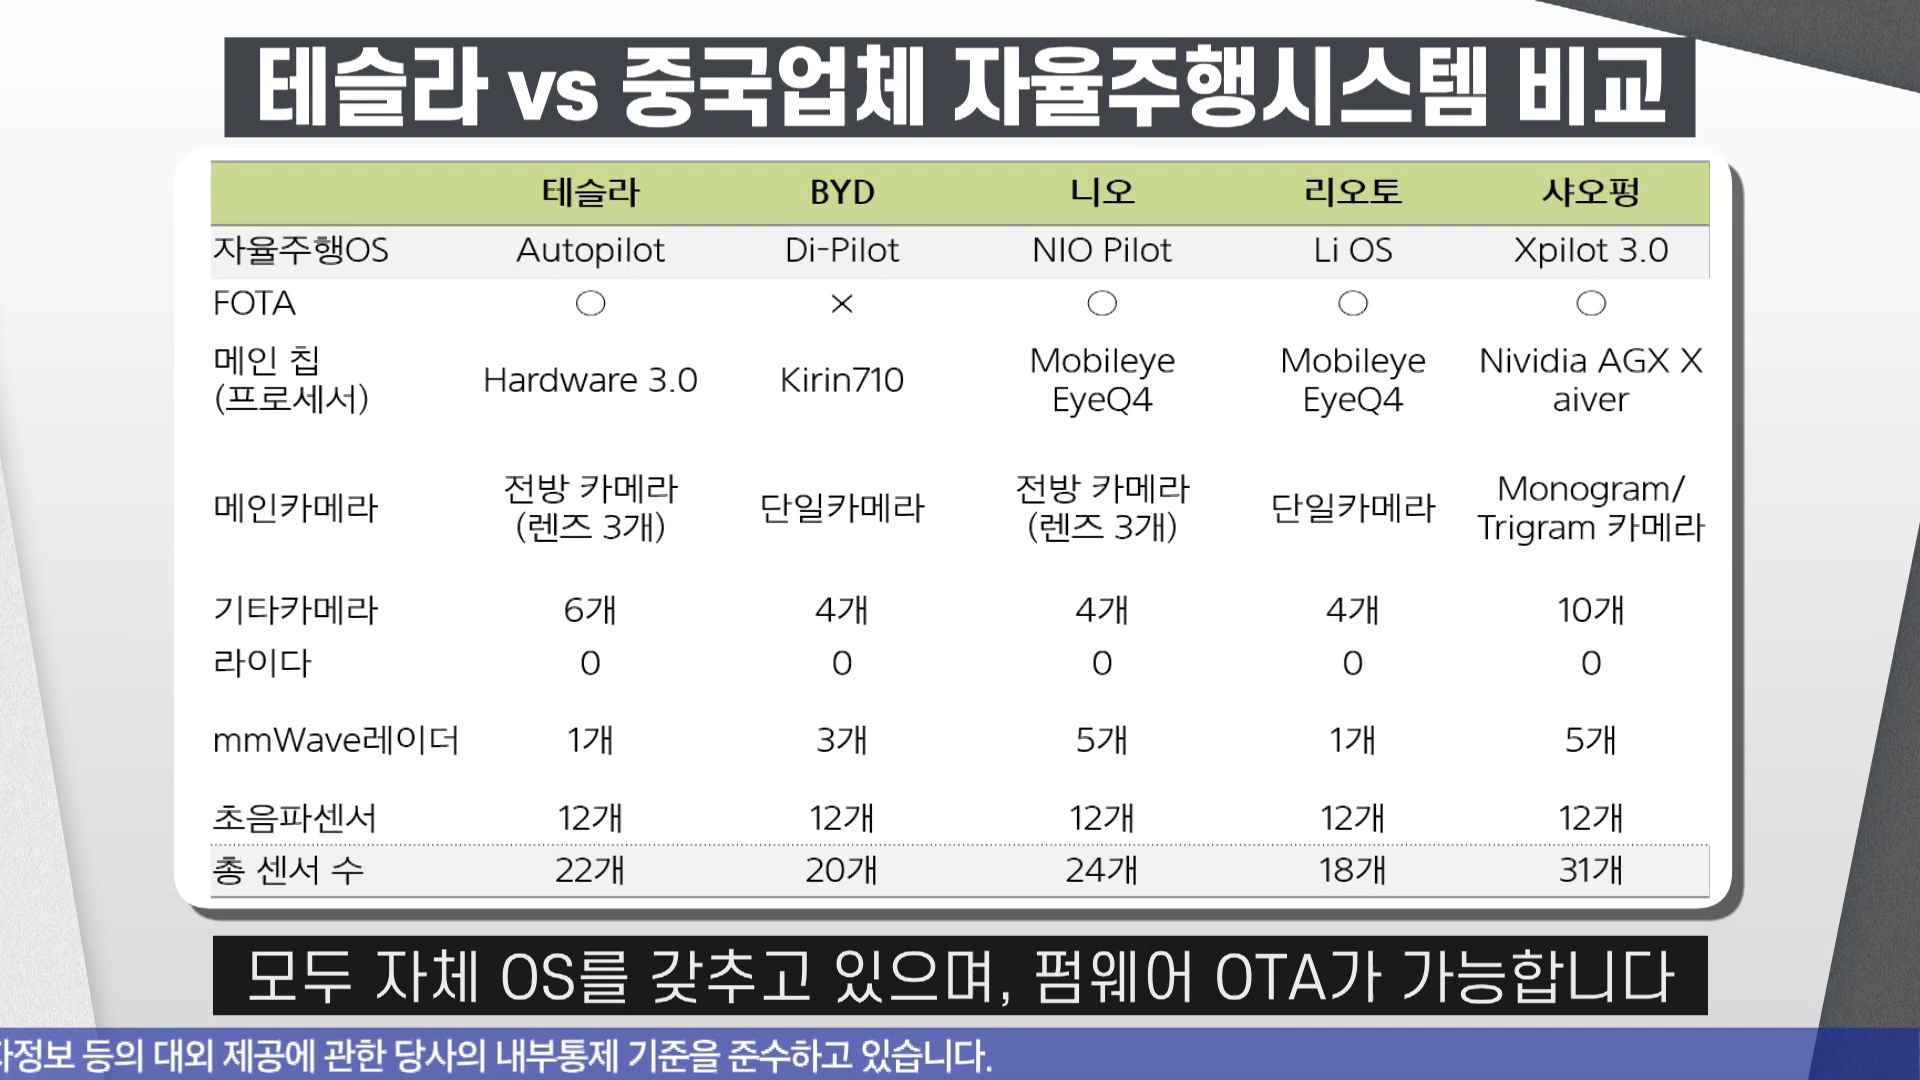 테슬라 vs 중국업체 자율주행시스템 비교
테슬라 BYD 니오 리오토 샤오펑
자율주행OS Autopilot Di-Pilot NIO Pilot Li OS Xpilot 3.0
FOTA ○ × ○ ○ ○
메인 칩
(프로세서) Hardware 3.0 Kirin710 Mobileye
EyeQ4 Mobileye
EyeQ4 Nividia AGX X
aiver
메인카메라 전방 카메라
(렌즈 3개) 단일카메라 전방 카메라
(렌즈 3개) 단일카메라 Monogram/
Trigram 카메라
기타카메라 6개 4개 4개 4개 10개
라이다 0 0 0 0 0
mmWave레이더 1개 3개 5개 1개 5개
초음파센서 12개 12개 12개 12개 12개
총 센서 수 22개 20개 24개 18개 31개
모두 자체 OS를 갖추고 있으며, 펌웨어 OTA가 가능합니다
자정보 등의 대외 제공에 관한 당사의 내부통제 기준을 준수하고 있습니다.